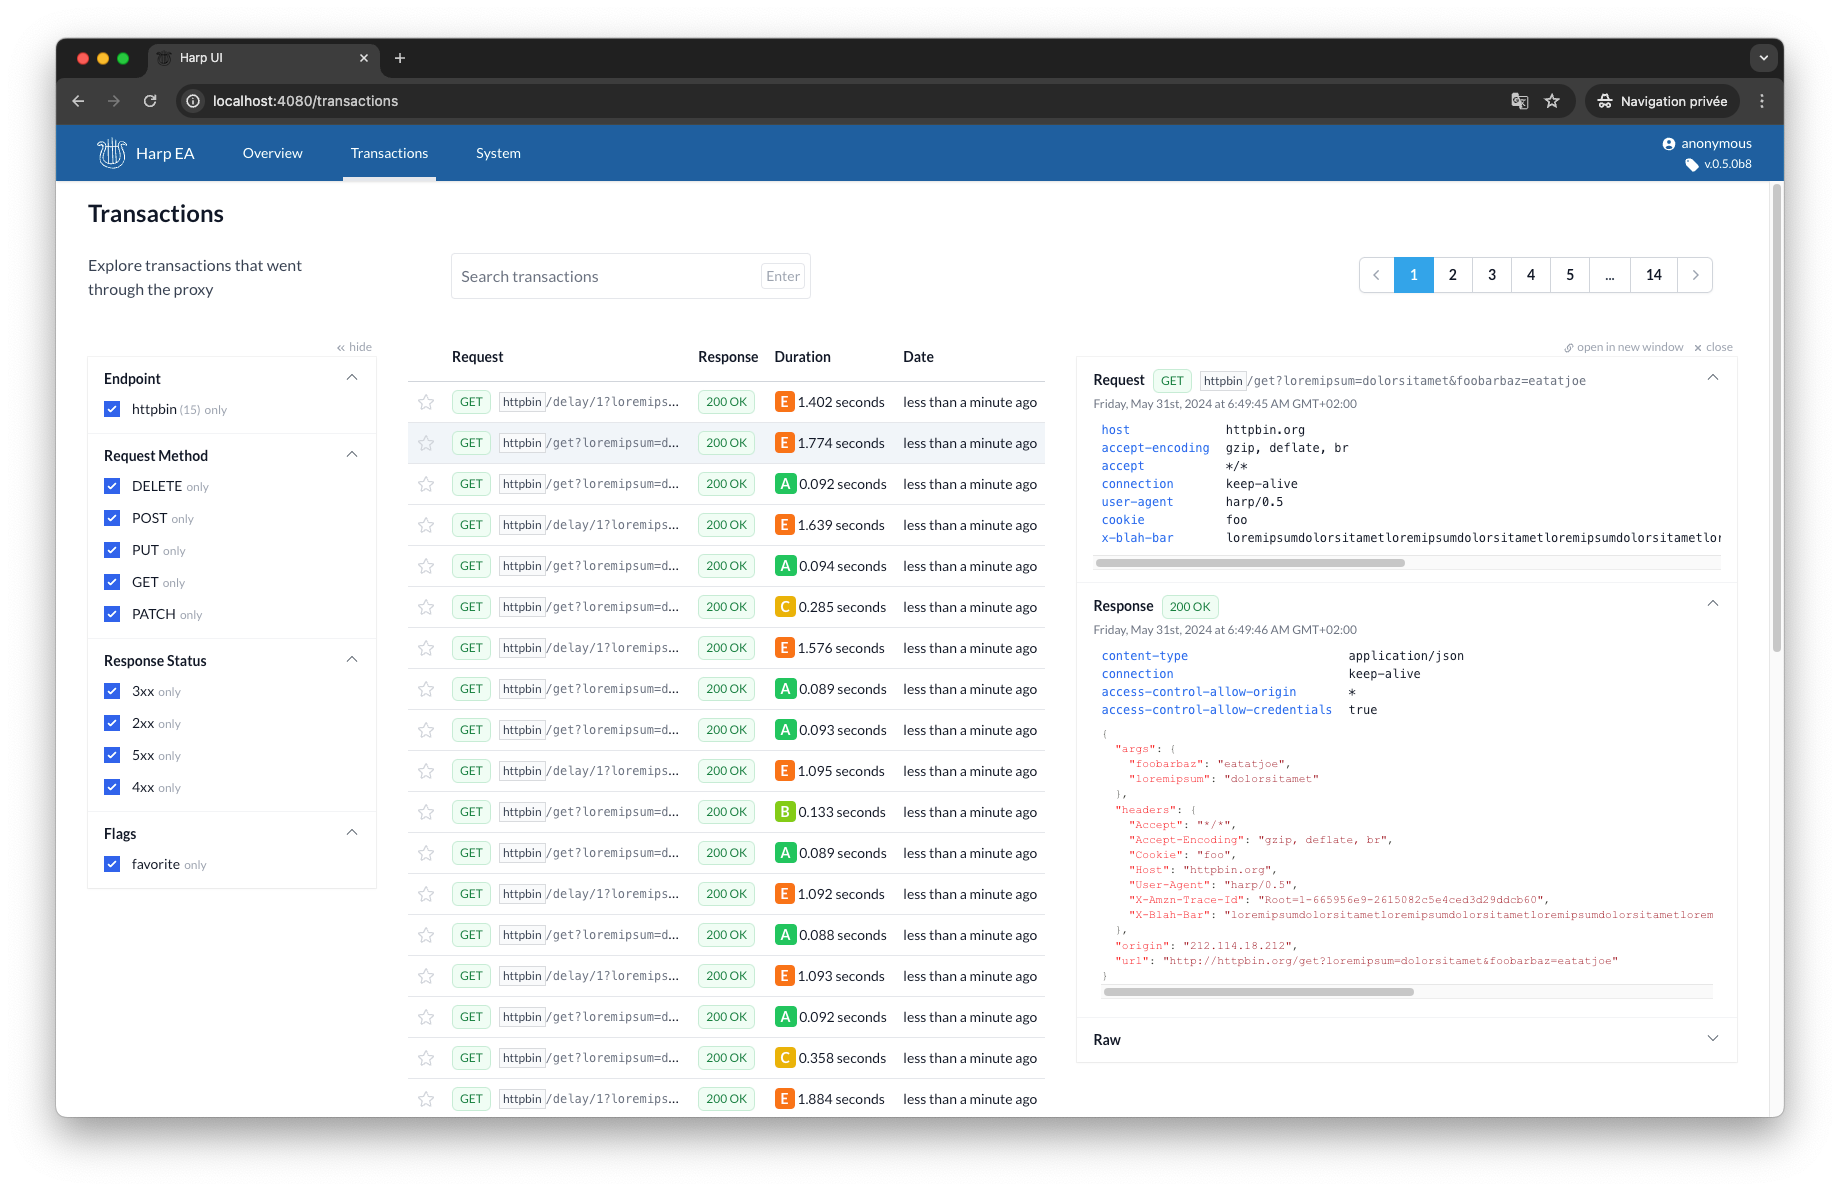 Harp UI
localhost:4080/transactions
Navigation privée
Harp EA
Overview
Transactions
System
anonymous
v.0.5.0b8
Transactions
Explore transactions that went
through the proxy
Search transactions
Enter
1 2 3 4 5 ... 14
« hide
Endpoint
httpbin (15) only
Request Method
DELETE only
POST only
PUT only
GET only
PATCH only
Response Status
3xx only
2xx only
5xx only
4xx only
Flags
favorite only
Request Response Duration Date
GET httpbin/delay/1?loremips... 200 OK E 1.402 seconds less than a minute ago
GET httpbin/get?loremipsum=d... 200 OK E 1.774 seconds less than a minute ago
GET httpbin/get?loremipsum=d... 200 OK A 0.092 seconds less than a minute ago
GET httpbin/delay/1?loremips... 200 OK E 1.639 seconds less than a minute ago
GET httpbin/get?loremipsum=d... 200 OK A 0.094 seconds less than a minute ago
GET httpbin/get?loremipsum=d... 200 OK C 0.285 seconds less than a minute ago
GET httpbin/delay/1?loremips... 200 OK E 1.576 seconds less than a minute ago
GET httpbin/get?loremipsum=d... 200 OK A 0.089 seconds less than a minute ago
GET httpbin/get?loremipsum=d... 200 OK A 0.093 seconds less than a minute ago
GET httpbin/delay/1?loremips... 200 OK E 1.095 seconds less than a minute ago
GET httpbin/get?loremipsum=d... 200 OK B 0.133 seconds less than a minute ago
GET httpbin/get?loremipsum=d... 200 OK A 0.089 seconds less than a minute ago
GET httpbin/delay/1?loremips... 200 OK E 1.092 seconds less than a minute ago
GET httpbin/get?loremipsum=d... 200 OK A 0.088 seconds less than a minute ago
GET httpbin/delay/1?loremips... 200 OK E 1.093 seconds less than a minute ago
GET httpbin/get?loremipsum=d... 200 OK A 0.092 seconds less than a minute ago
GET httpbin/get?loremipsum=d... 200 OK C 0.358 seconds less than a minute ago
GET httpbin/delay/1?loremips... 200 OK E 1.884 seconds less than a minute ago
open in new window × close
Request GET httpbin/get?loremipsum=dolorsitamet&foobarbaz=eatatjoe
Friday, May 31st, 2024 at 6:49:45 AM GMT+02:00
host httpbin.org
accept-encoding gzip, deflate, br
accept */*
connection keep-alive
user-agent harp/0.5
cookie foo
x-blah-bar loremipsumdolorsitametloremipsumdolorsitametloremipsumdolorsitametlor
Response 200 OK
Friday, May 31st, 2024 at 6:49:46 AM GMT+02:00
content-type application/json
connection keep-alive
access-control-allow-origin *
access-control-allow-credentials true
{
"args": {
"foobarbaz": "eatatjoe",
"loremipsum": "dolorsitamet"
},
"headers": {
"Accept": "*/*",
"Accept-Encoding": "gzip, deflate, br",
"Cookie": "foo",
"Host": "httpbin.org",
"User-Agent": "harp/0.5",
"X-Amzn-Trace-Id": "Root=1-665956e9-2615082c5e4ced3d29ddcb60",
"X-Blah-Bar": "loremipsumdolorsitametloremipsumdolorsitametloremipsumdolorsitametlorem
},
"origin": "212.114.18.212",
"url": "http://httpbin.org/get?loremipsum=dolorsitamet&foobarbaz=eatatjoe"
}
Raw